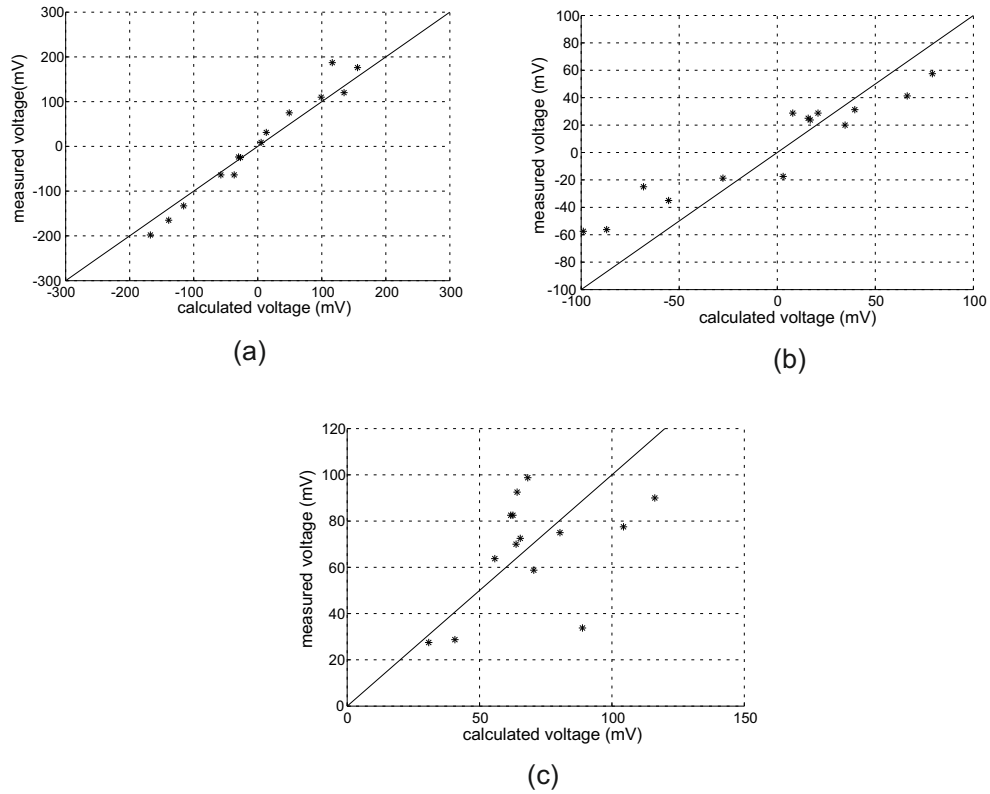 300
200
100
0
-100
-200
-300
measured voltage(mV)
-300 -200 -100 0 100 200 300
calculated voltage (mV)
(a)
100
80
60
40
20
0
-20
-40
-60
-80
-100
measured voltage (mV)
-100 -50 0 50 100
calculated voltage (mV)
(b)
120
100
80
60
40
20
0
measured voltage (mV)
0 50 100 150
calculated voltage (mV)
(c)